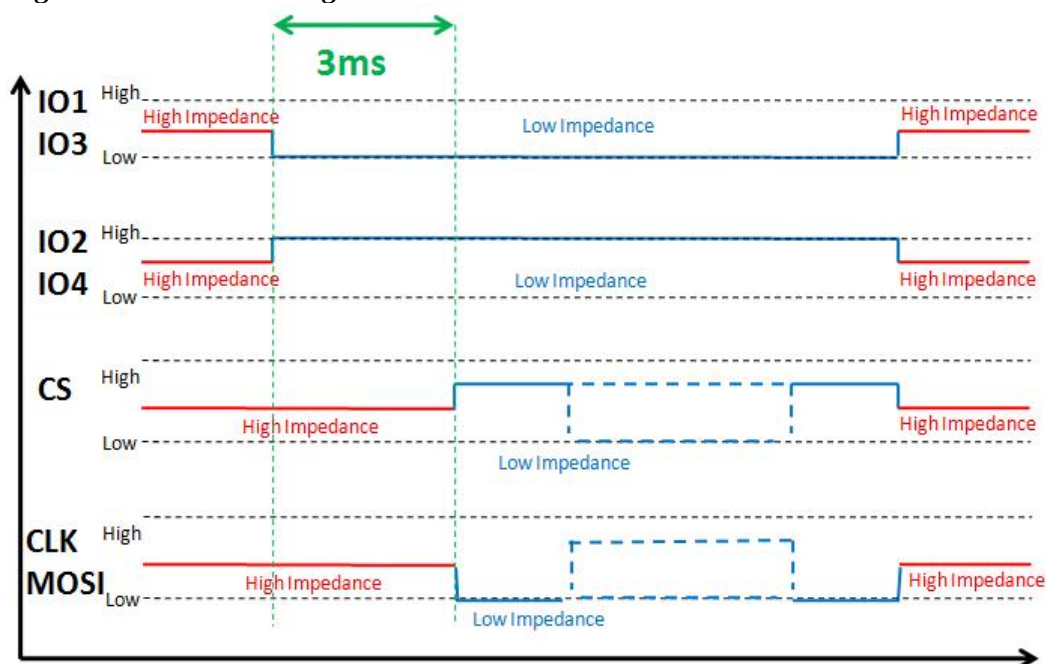 3ms
IO1 High
High Impedance Low Impedance High Impedance
IO3 Low
IO2 High
High Impedance Low Impedance High Impedance
IO4 Low
High
CS
High Impedance High Impedance
Low
Low Impedance
High
CLK
High Impedance High Impedance
MOSI Low
Low Impedance